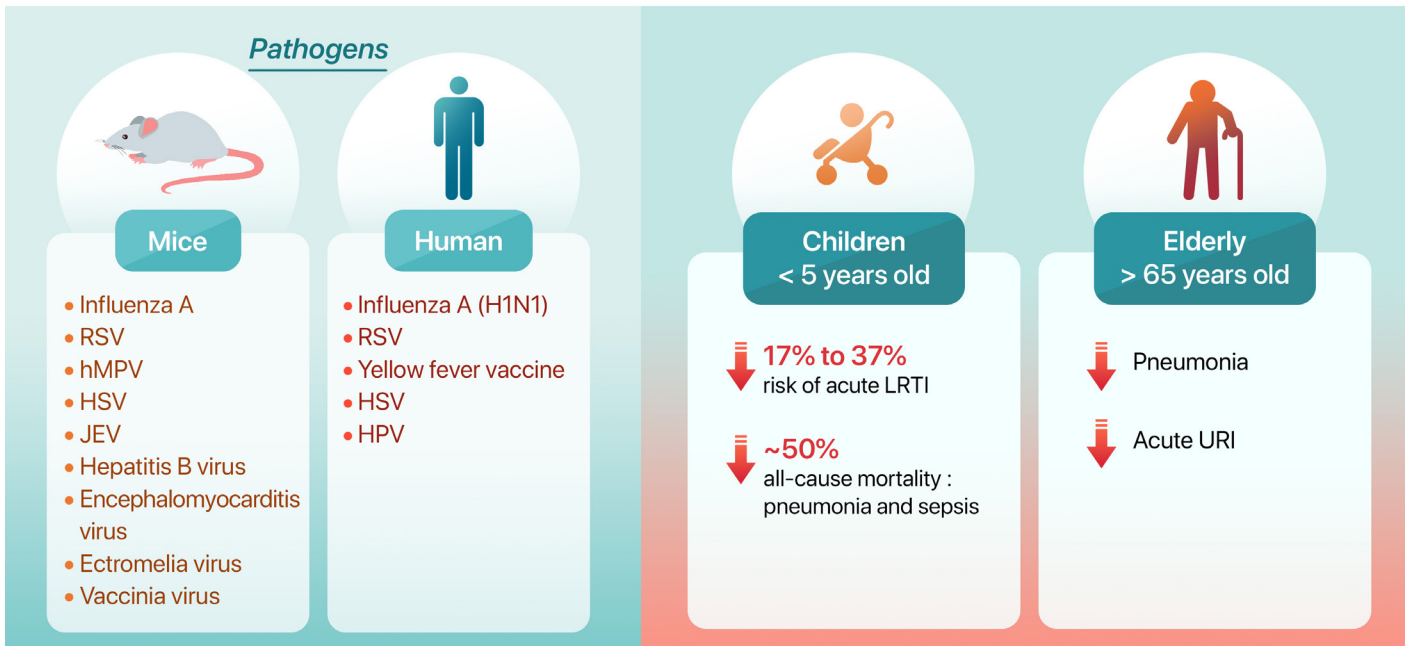 Pathogens
Mice
• Influenza A
• RSV
• hMPV
• HSV
• JEV
• Hepatitis B virus
• Encephalomyocarditis
virus
• Ectromelia virus
• Vaccinia virus
Human
• Influenza A (H1N1)
• RSV
• Yellow fever vaccine
• HSV
• HPV
Children
< 5 years old
17% to 37%
risk of acute LRTI
~50%
all-cause mortality :
pneumonia and sepsis
Elderly
> 65 years old
Pneumonia
Acute URI